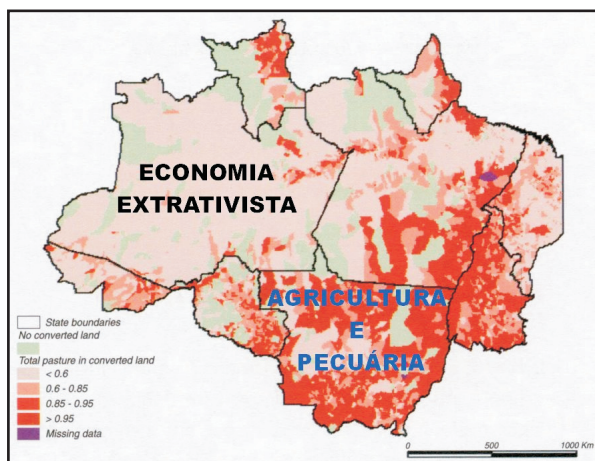 ECONOMIA
EXTRATIVISTA
AGRICULTURA
E
PECUÁRIA
State boundaries
No converted land
Total pasture in converted land
< 0.6
0.6 - 0.85
0.85 - 0.95
> 0.95
Missing data
0 500 1000 Km